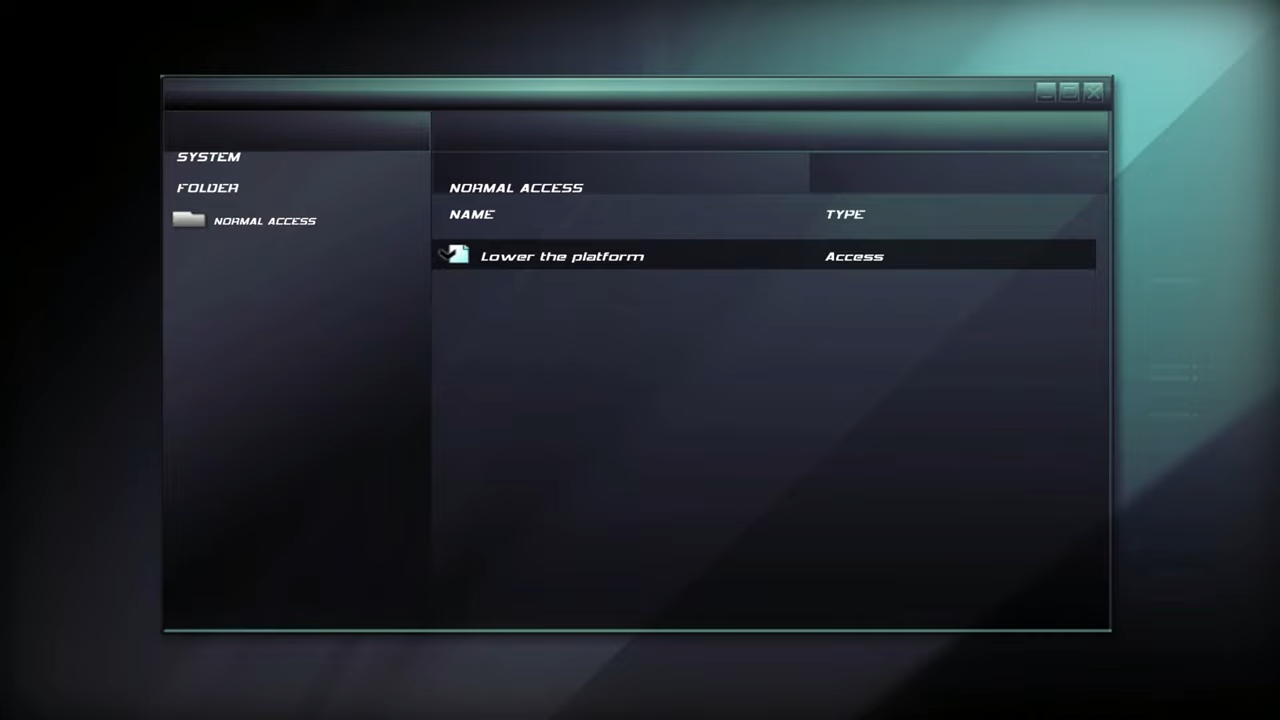 SYSTEM
FOLDER
NORMAL ACCESS
NORMAL ACCESS
NAME TYPE
Lower the platform Access